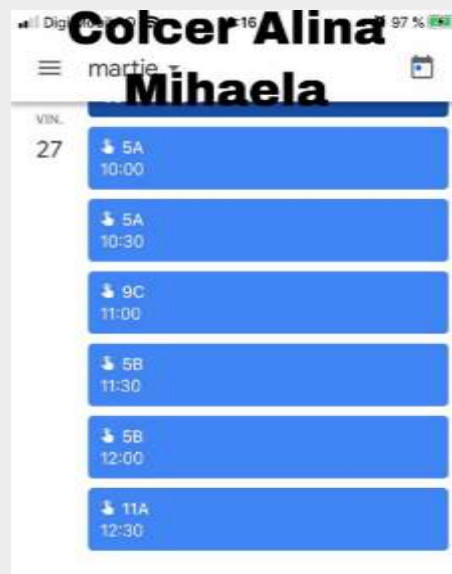 Colcer Alina
97 %
martie
Mihaela
VIN.
27
5A
10:00
5A
10:30
9C
11:00
5B
11:30
5B
12:00
11A
12:30